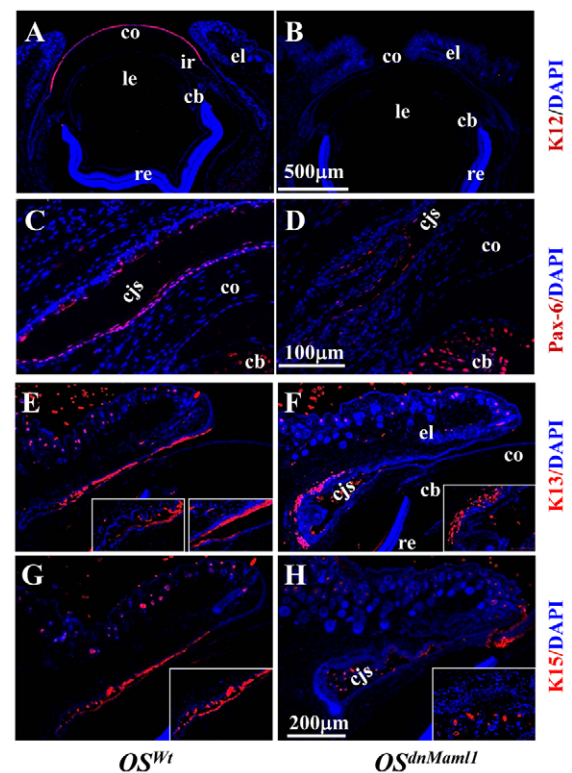 A
co
el
ir
le
cb
re
B
co
el
le
cb
re
500μm
K12/DAPI
C
cjs
co
cb
D
cjs
co
cb
100μm
Pax-6/DAPI
E
F
el
co
cjs
cb
re
K13/DAPI
G
H
cjs
200μm
K15/DAPI
OS^Wt
OS^dnMaml1